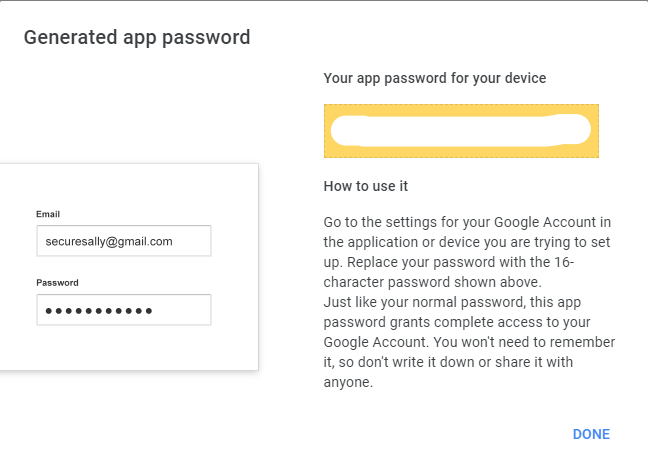 Generated app password
Your app password for your device
How to use it
Email
securesally@gmail.com
Password
●●●●●●●●●●●
Go to the settings for your Google Account in
the application or device you are trying to set
up. Replace your password with the 16-
character password shown above.
Just like your normal password, this app
password grants complete access to your
Google Account. You won't need to remember
it, so don't write it down or share it with
anyone.
DONE